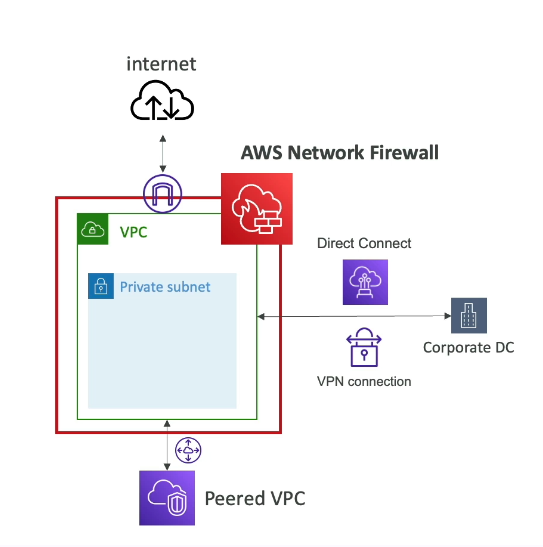 internet
AWS Network Firewall
VPC
Direct Connect
Private subnet
Corporate DC
VPN connection
Peered VPC